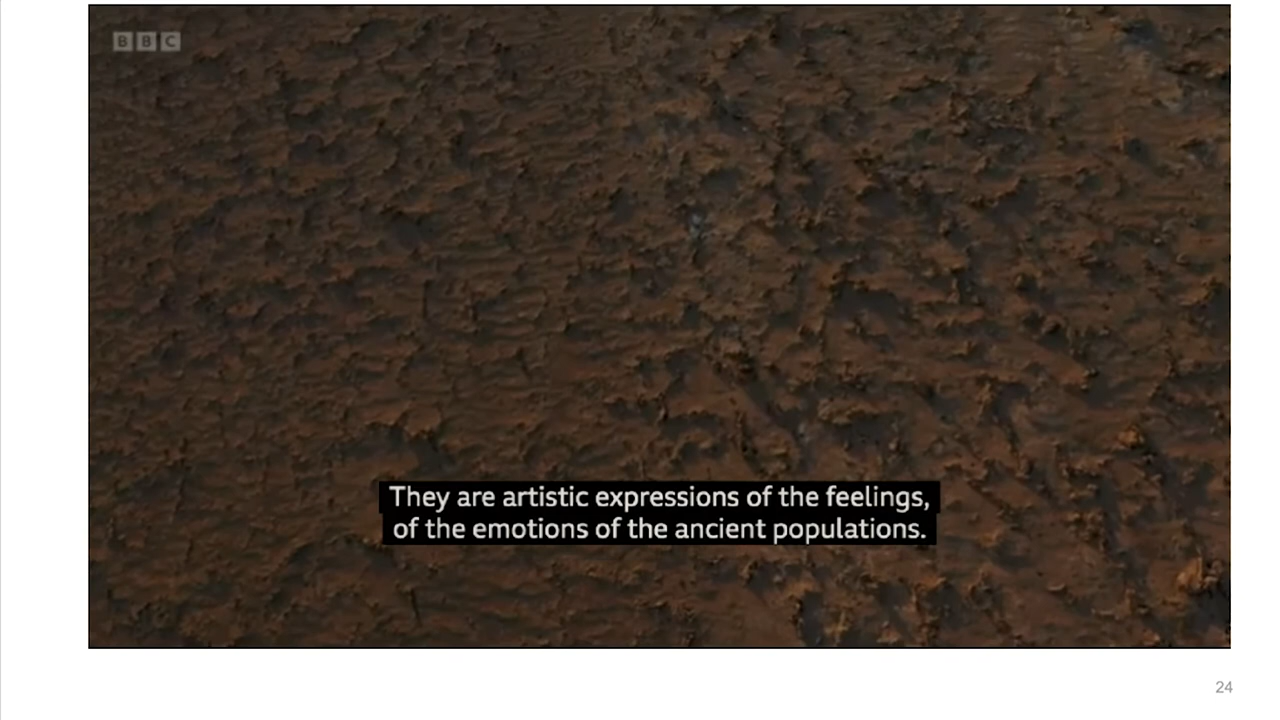 BBC
They are artistic expressions of the feelings,
of the emotions of the ancient populations.
24